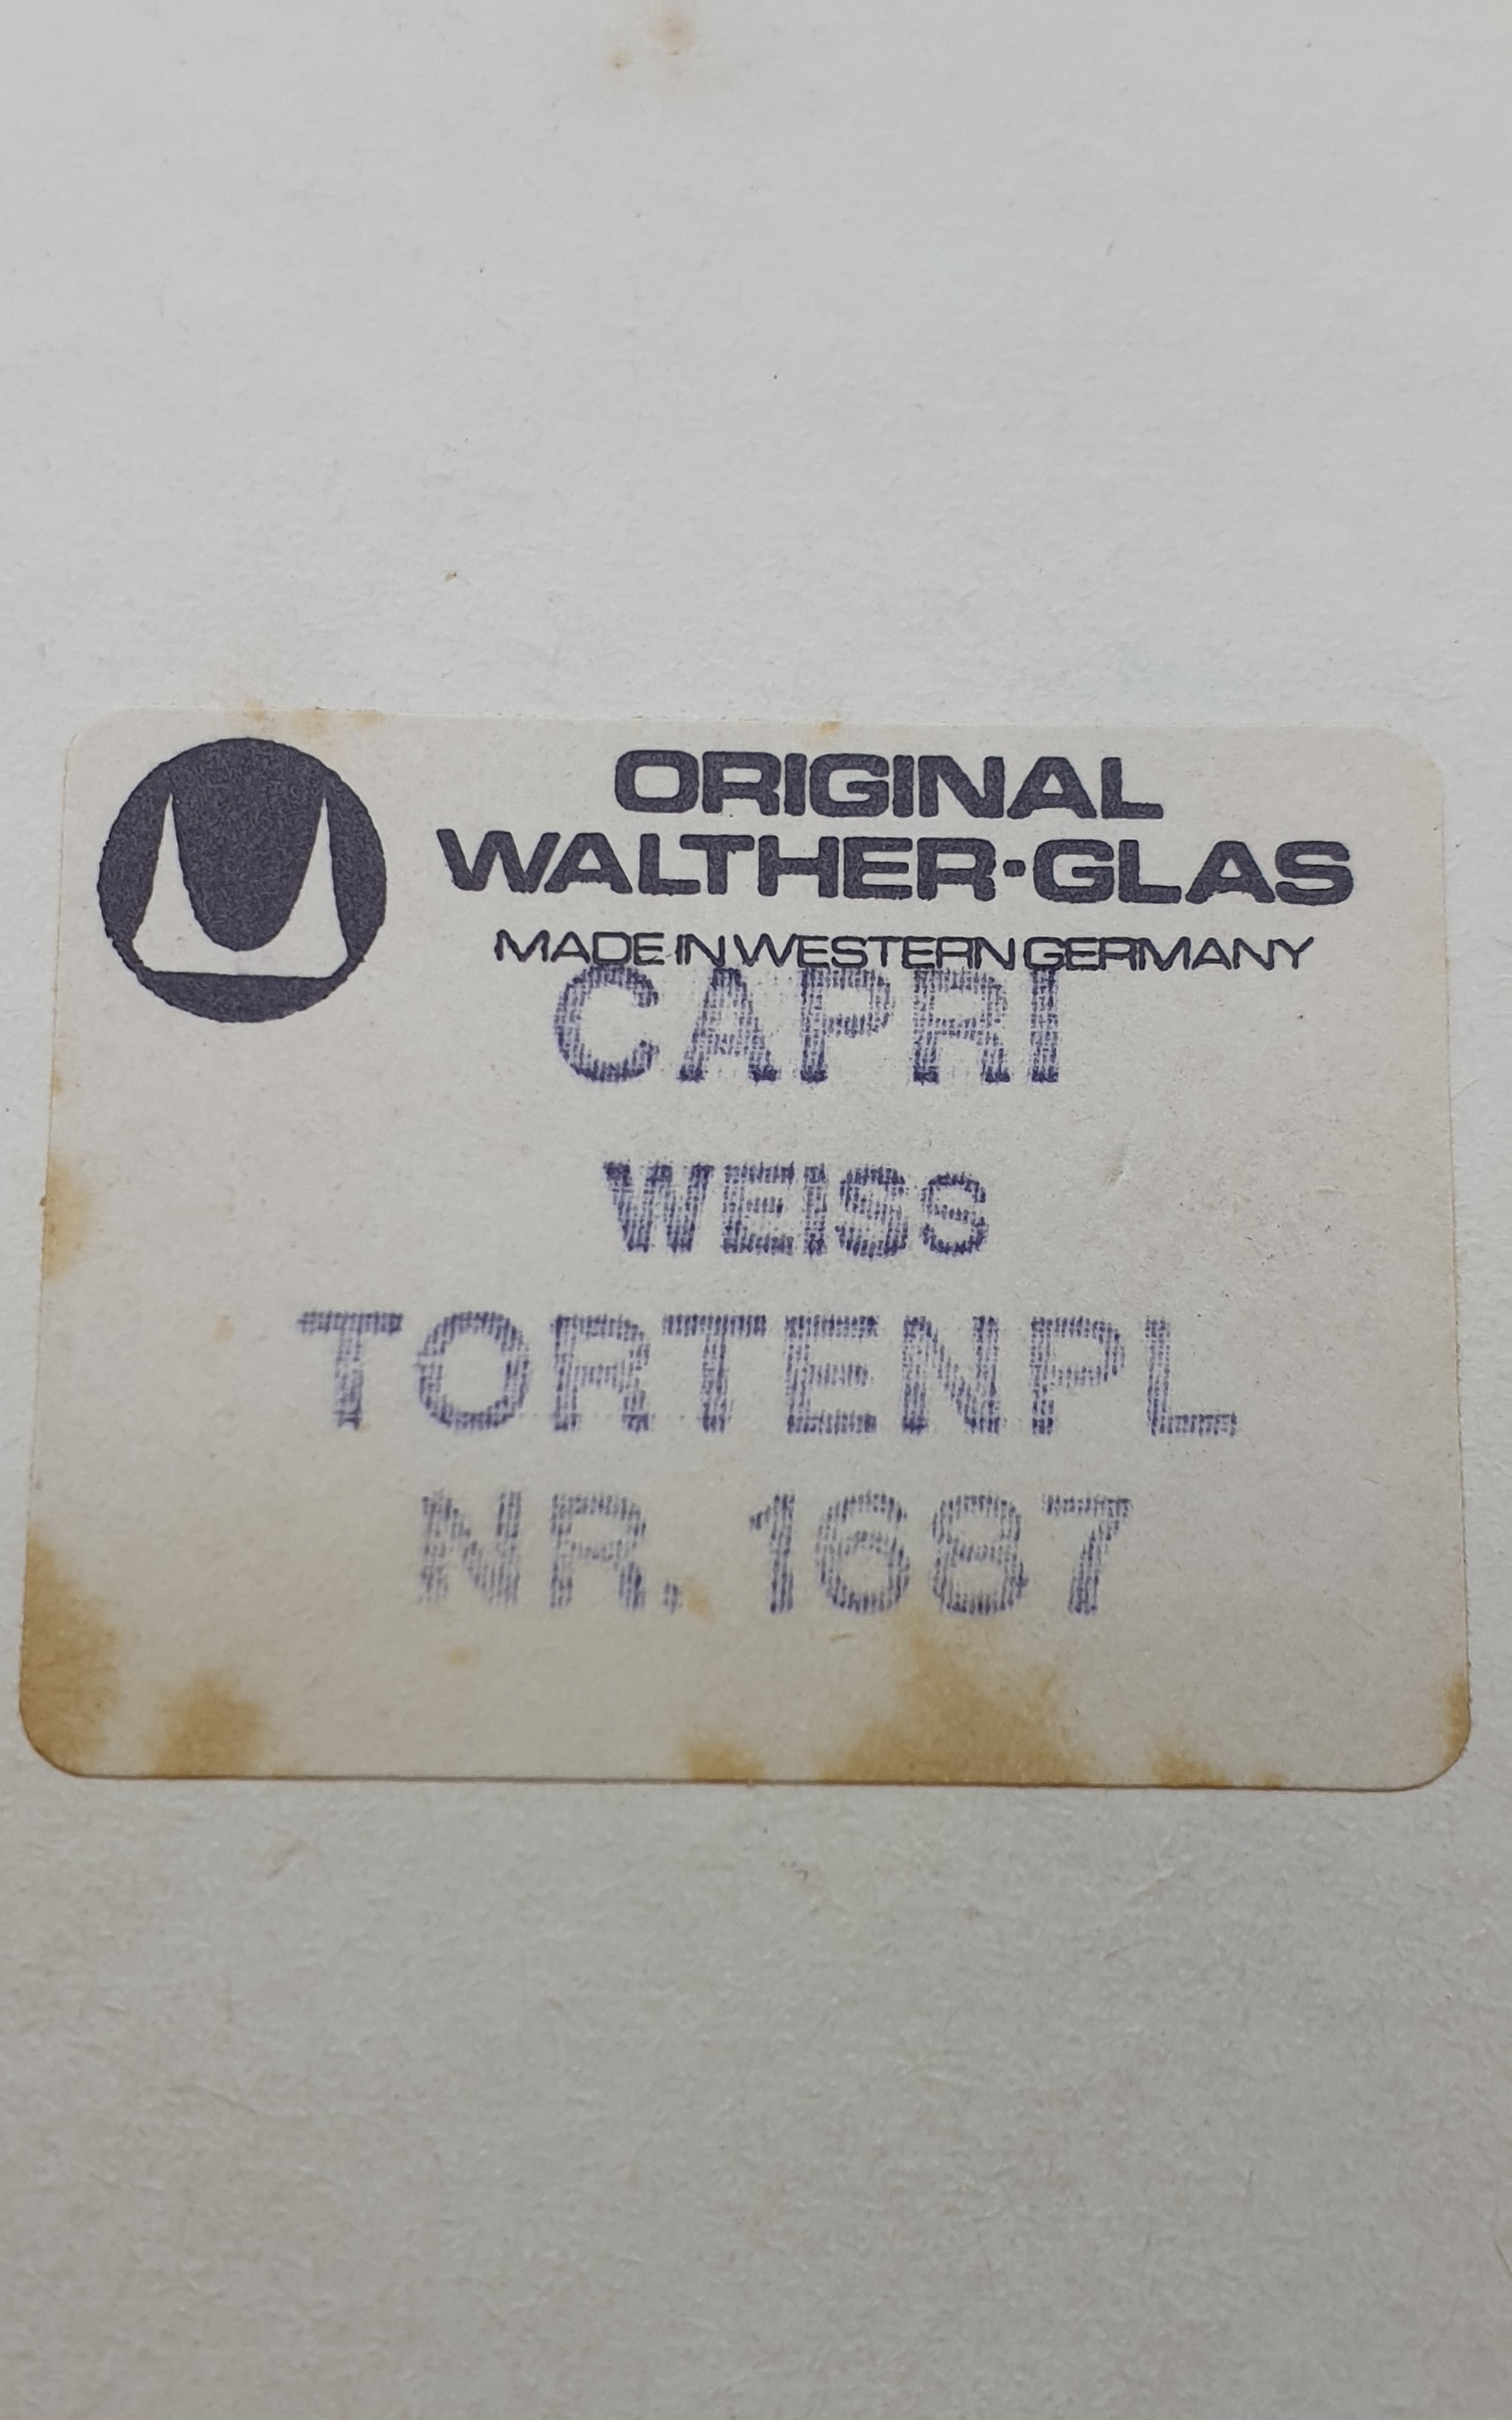 ORIGINAL
WALTHER·GLAS
MADE IN WESTERN GERMANY
CAPRI
WEISS
TORTENPL
NR. 1687